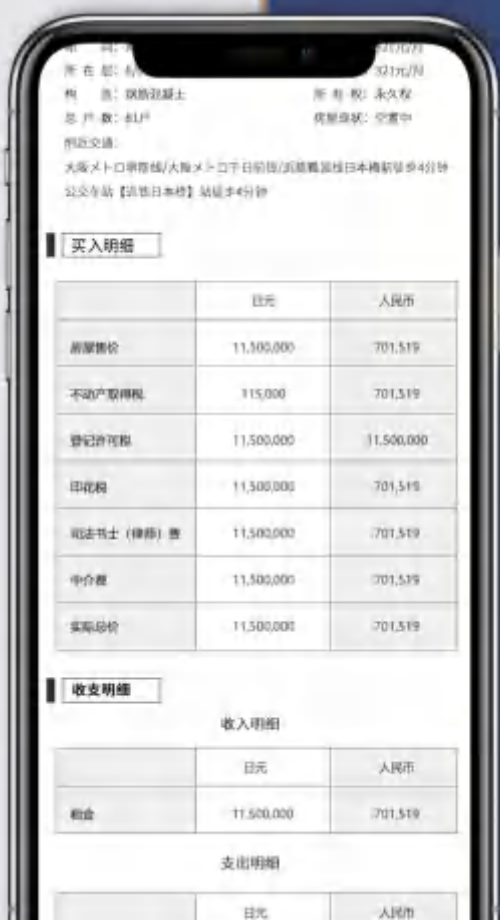 所在层:
321元/月
构 造: 钢筋混凝土 所有权: 永久权
总户数: 81户 房屋现状: 空置中
附近交通:
大阪メトロ堺筋线/大阪メトロ千日前线/近铁难波线日本橋駅徒步4分钟
公交车站【近铁日本桥】站徒步4分钟
买入明细
日元 人民币
房屋售价 11,500,000 701,519
不动产取得税 115,000 701,519
登记许可税 11,500,000 11,500,000
印花税 11,500,000 701,519
司法书士(律师)费 11,500,000 701,519
中介费 11,500,000 701,519
实际总价 11,500,000 701,519
收支明细
收入明细
日元 人民币
租金 11,500,000 701,519
支出明细
日元 人民币